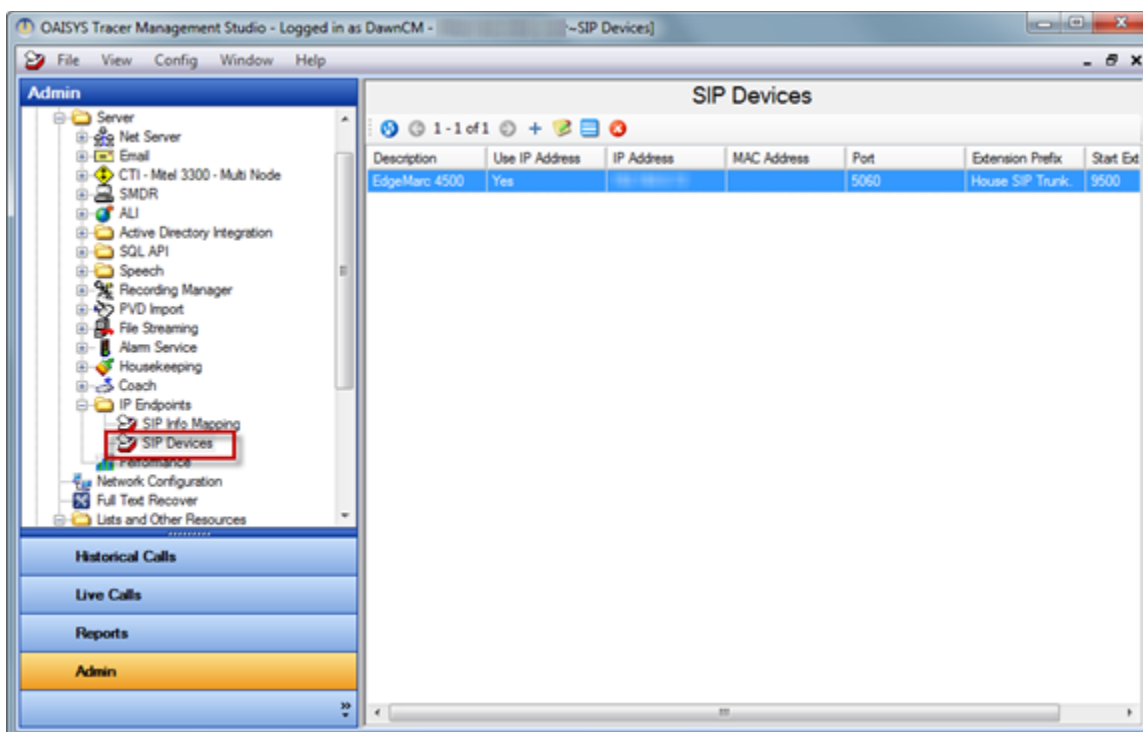 OAISYS Tracer Management Studio - Logged in as DawnCM - :~SIP Devices]
File View Config Window Help
Admin
Server
Net Server
Email
CTI - Mitel 3300 - Multi Node
SMDR
ALI
Active Directory Integration
SQL API
Speech
Recording Manager
PVD Import
File Streaming
Alarm Service
Housekeeping
Coach
IP Endpoints
SIP Info Mapping
SIP Devices
Performance
Network Configuration
Full Text Recover
Lists and Other Resources
Historical Calls
Live Calls
Reports
Admin
SIP Devices
1 - 1 of 1
Description Use IP Address IP Address MAC Address Port Extension Prefix Start Ext
EdgeMarc 4500 Yes 5060 House SIP Trunk. 9500